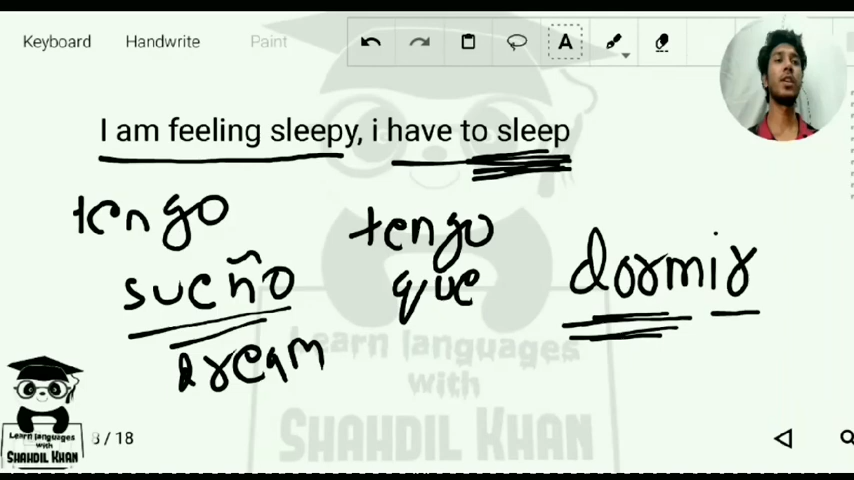 Keyboard Handwrite Paint A
I am feeling sleepy, i have to sleep
tengo tengo
sueño que dormir
dream
Learn languages
with
SHAHDIL KHAN
Learn languages
with
SHAHDIL KHAN
8 / 18